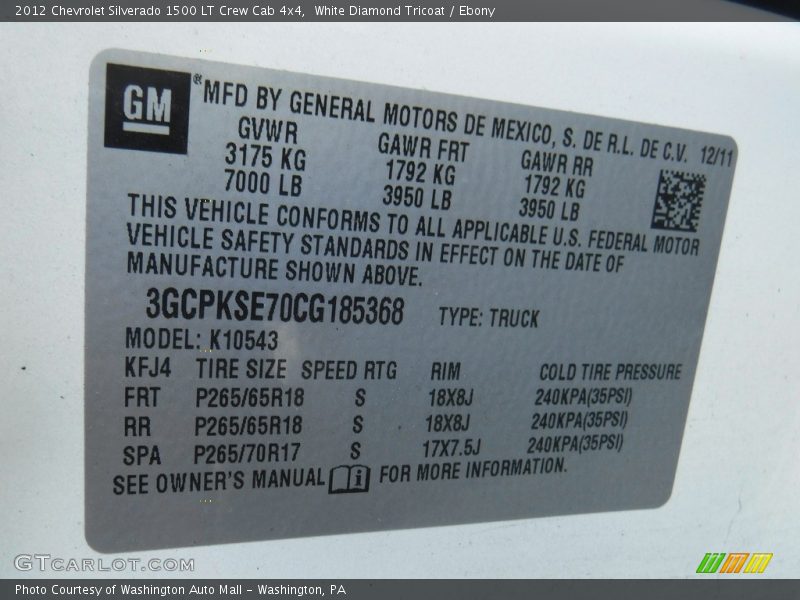 2012 Chevrolet Silverado 1500 LT Crew Cab 4x4, White Diamond Tricoat / Ebony
GM ® MFD BY GENERAL MOTORS DE MEXICO, S. DE R.L. DE C.V. 12/11
GVWR GAWR FRT GAWR RR
3175 KG 1792 KG 1792 KG
7000 LB 3950 LB 3950 LB
THIS VEHICLE CONFORMS TO ALL APPLICABLE U.S. FEDERAL MOTOR
VEHICLE SAFETY STANDARDS IN EFFECT ON THE DATE OF
MANUFACTURE SHOWN ABOVE.
3GCPKSE70CG185368 TYPE: TRUCK
MODEL: K10543
KFJ4 TIRE SIZE SPEED RTG RIM COLD TIRE PRESSURE
FRT P265/65R18 S 18X8J 240KPA(35PSI)
RR P265/65R18 S 18X8J 240KPA(35PSI)
SPA P265/70R17 S 17X7.5J 240KPA(35PSI)
SEE OWNER'S MANUAL i FOR MORE INFORMATION.
GTCARLOT.COM
Photo Courtesy of Washington Auto Mall - Washington, PA